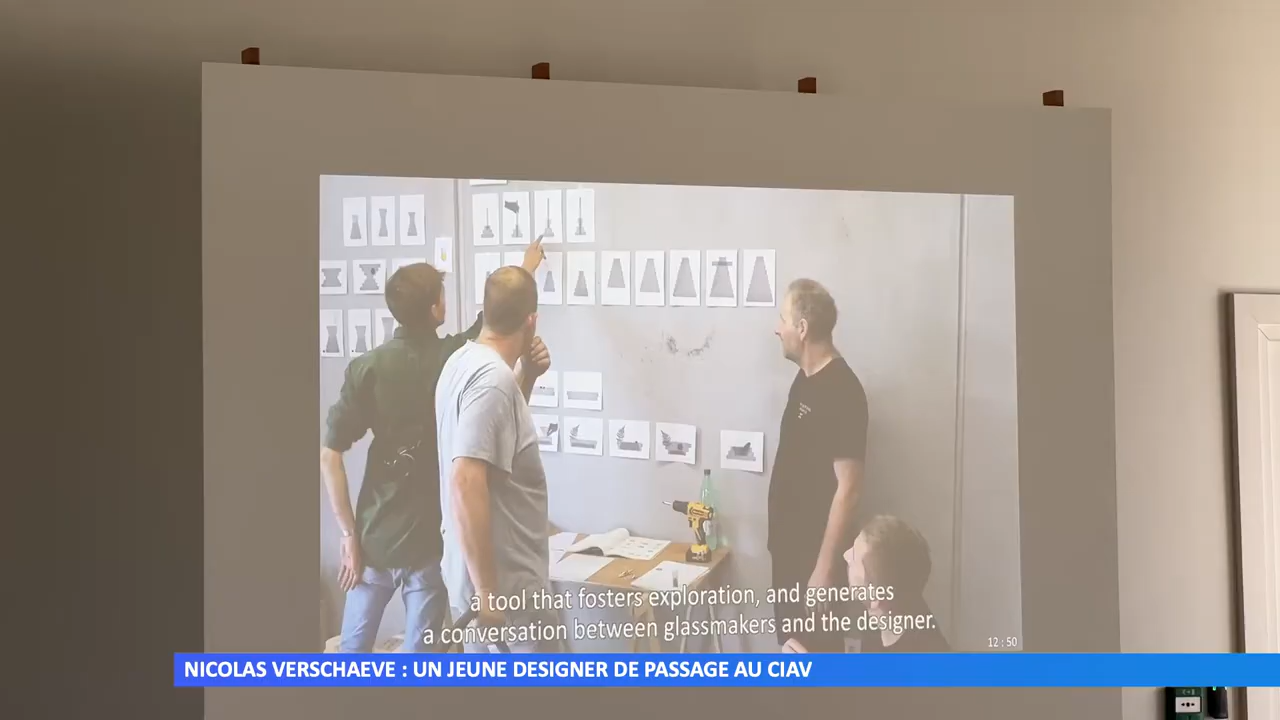 a tool that fosters exploration, and generates
a conversation between glassmakers and the designer.
12:50
NICOLAS VERSCHAEVE : UN JEUNE DESIGNER DE PASSAGE AU CIAV